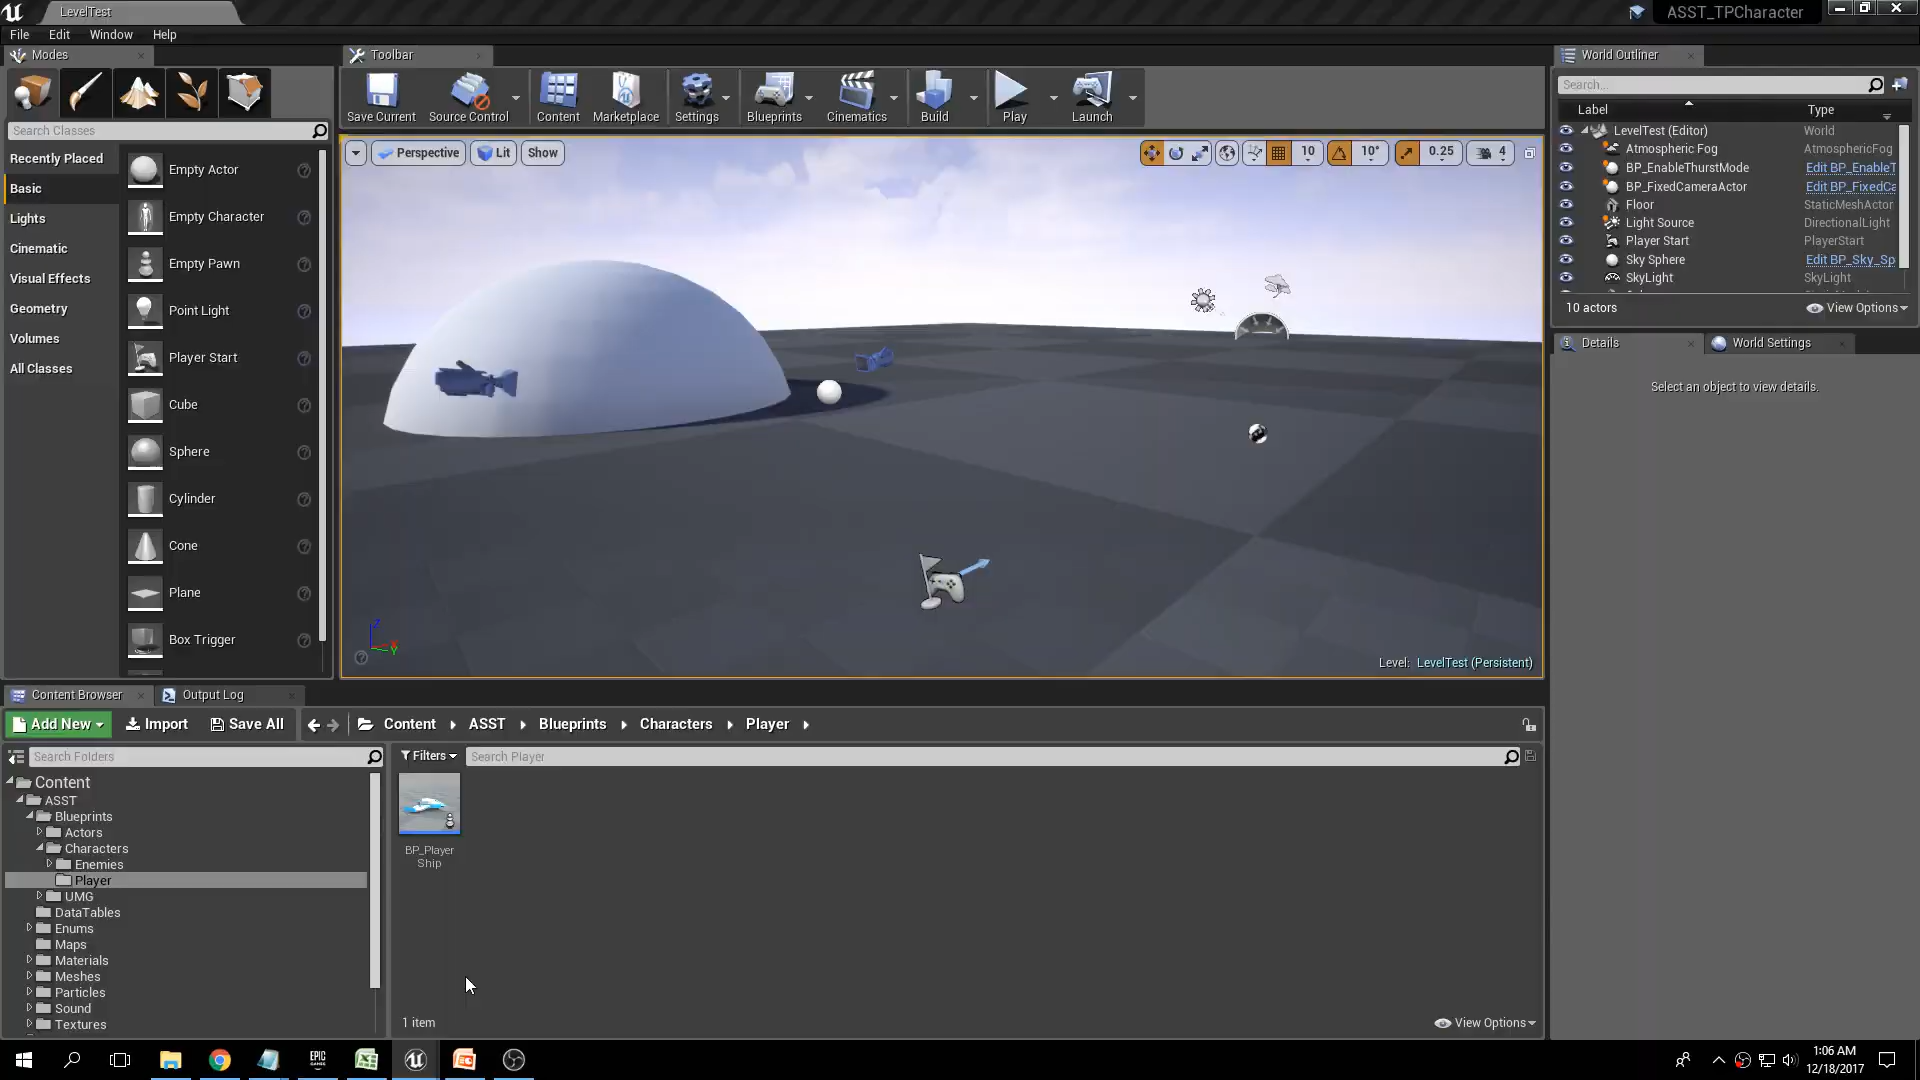 LevelTest
ASST_TPCharacter
File Edit Window Help
Modes
Toolbar
World Outliner
Search Classes
Recently Placed
Basic
Lights
Cinematic
Visual Effects
Geometry
Volumes
All Classes
Empty Actor
Empty Character
Empty Pawn
Point Light
Player Start
Cube
Sphere
Cylinder
Cone
Plane
Box Trigger
Save Current Source Control Content Marketplace Settings Blueprints Cinematics Build Play Launch
Perspective Lit Show
10 10° 0.25 4
Level: LevelTest (Persistent)
Search...
Label Type
LevelTest (Editor) World
Atmospheric Fog AtmosphericFog
BP_EnableThurstMode Edit BP_EnableT
BP_FixedCameraActor Edit BP_FixedCa
Floor StaticMeshActor
Light Source DirectionalLight
Player Start PlayerStart
Sky Sphere Edit BP_Sky_Sp
SkyLight SkyLight
10 actors View Options
Details World Settings
Select an object to view details.
Content Browser Output Log
Add New Import Save All Content ASST Blueprints Characters Player
Search Folders
Filters Search Player
Content
ASST
Blueprints
Actors
Characters
Enemies
Player
UMG
DataTables
Enums
Maps
Materials
Meshes
Particles
Sound
Textures
BP_Player
Ship
1 item View Options
EPIC
GAMES
1:06 AM
12/18/2017